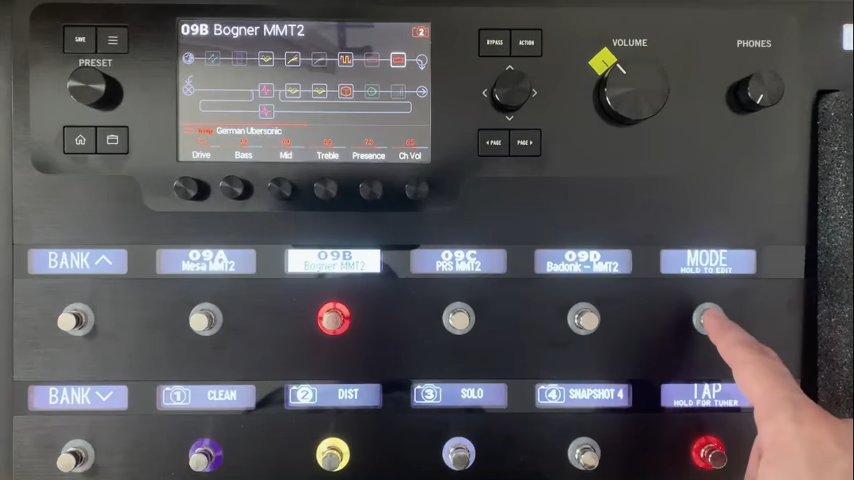 09B Bogner MMT2
2
SAVE
PRESET
Amp German Ubersonic
Drive Bass Mid Treble Presence Ch Vol
BYPASS ACTION
PAGE PAGE
VOLUME
PHONES
BANK
09A
Mesa MMT2
09B
Bogner MMT2
09C
PRS MMT2
09D
Badonk - MMT2
MODE
HOLD TO EDIT
BANK
1 CLEAN
2 DIST
3 SOLO
4 SNAPSHOT 4
TAP
HOLD FOR TUNER